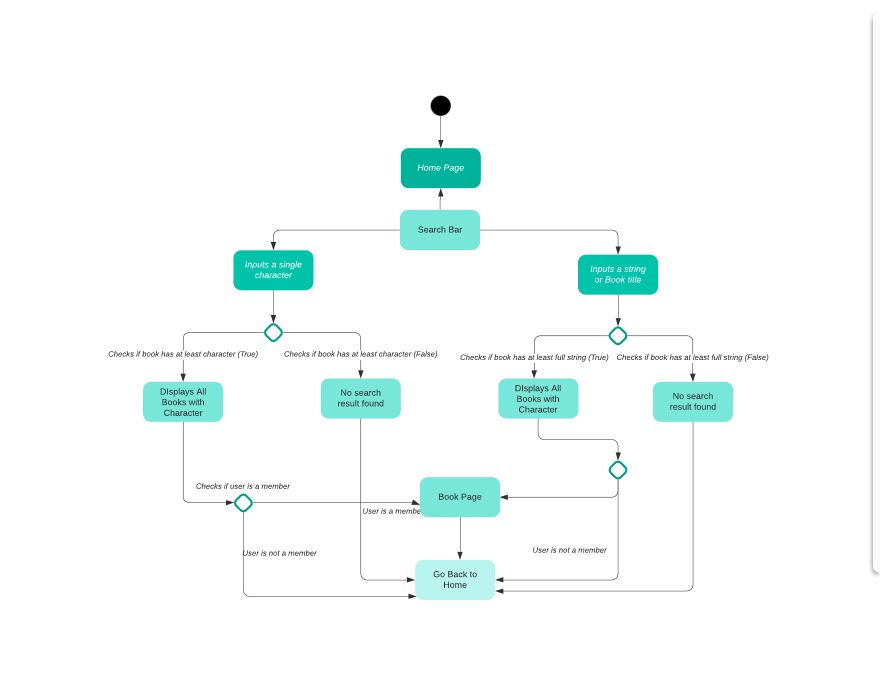 Home Page
Search Bar
Inputs a single
character
Inputs a string
or Book title
Checks if book has at least character (True)
Checks if book has at least character (False)
Checks if book has at least full string (True)
Checks if book has at least full string (False)
DIsplays All
Books with
Character
No search
result found
DIsplays All
Books with
Character
No search
result found
Checks if user is a member
Book Page
User is a membe
User is not a member
User is not a member
Go Back to
Home